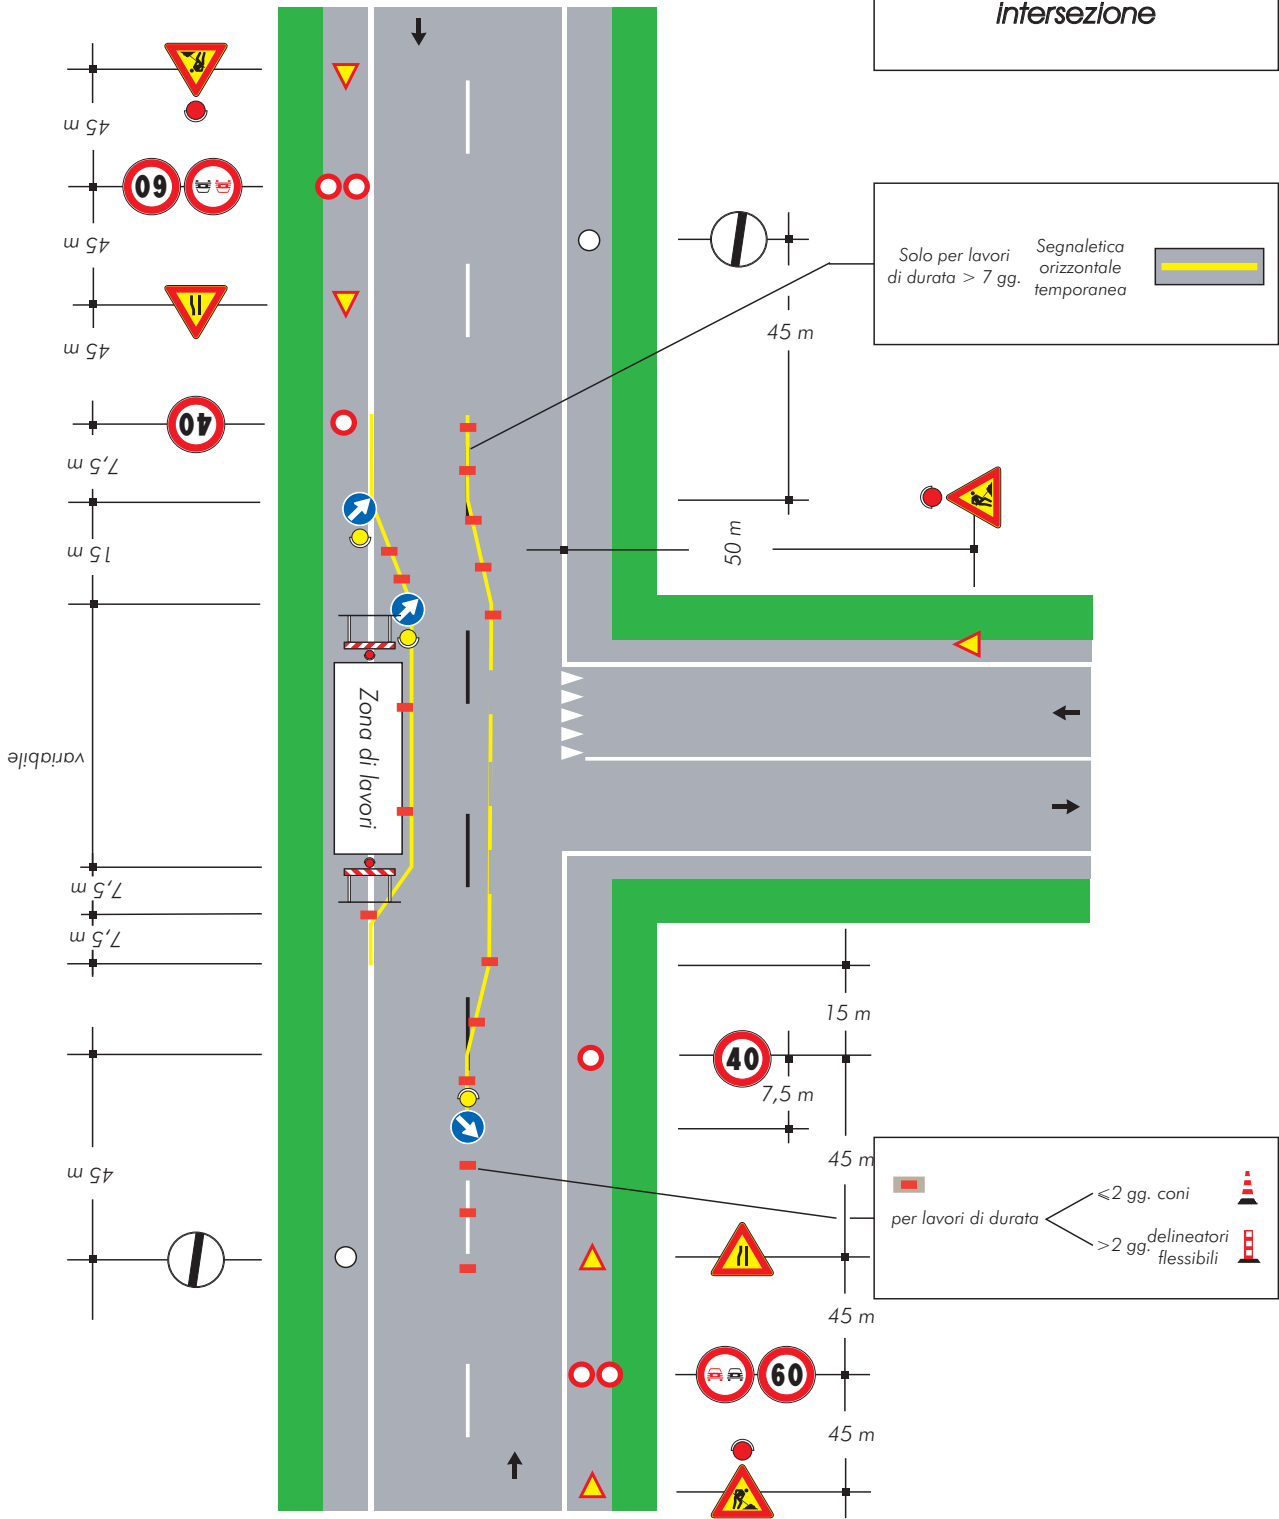 intersezione
45 m
60
45 m
45 m
40
7,5 m
15 m
variabile
7,5 m
7,5 m
45 m
Zona di lavori
Solo per lavori
di durata > 7 gg.
Segnaletica
orizzontale
temporanea
45 m
50 m
15 m
40
7,5 m
45 m
per lavori di durata
⩽2 gg. coni
>2 gg. delineatori
flessibili
45 m
60
45 m